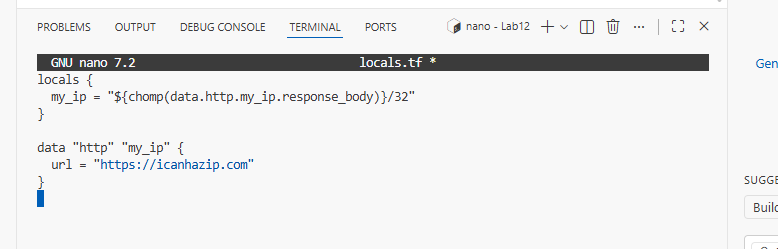 PROBLEMS OUTPUT DEBUG CONSOLE TERMINAL PORTS nano - Lab12
GNU nano 7.2 locals.tf *
locals {
my_ip = "${chomp(data.http.my_ip.response_body)}/32"
}
data "http" "my_ip" {
url = "https://icanhazip.com"
}
Gen
SUGGE
Build